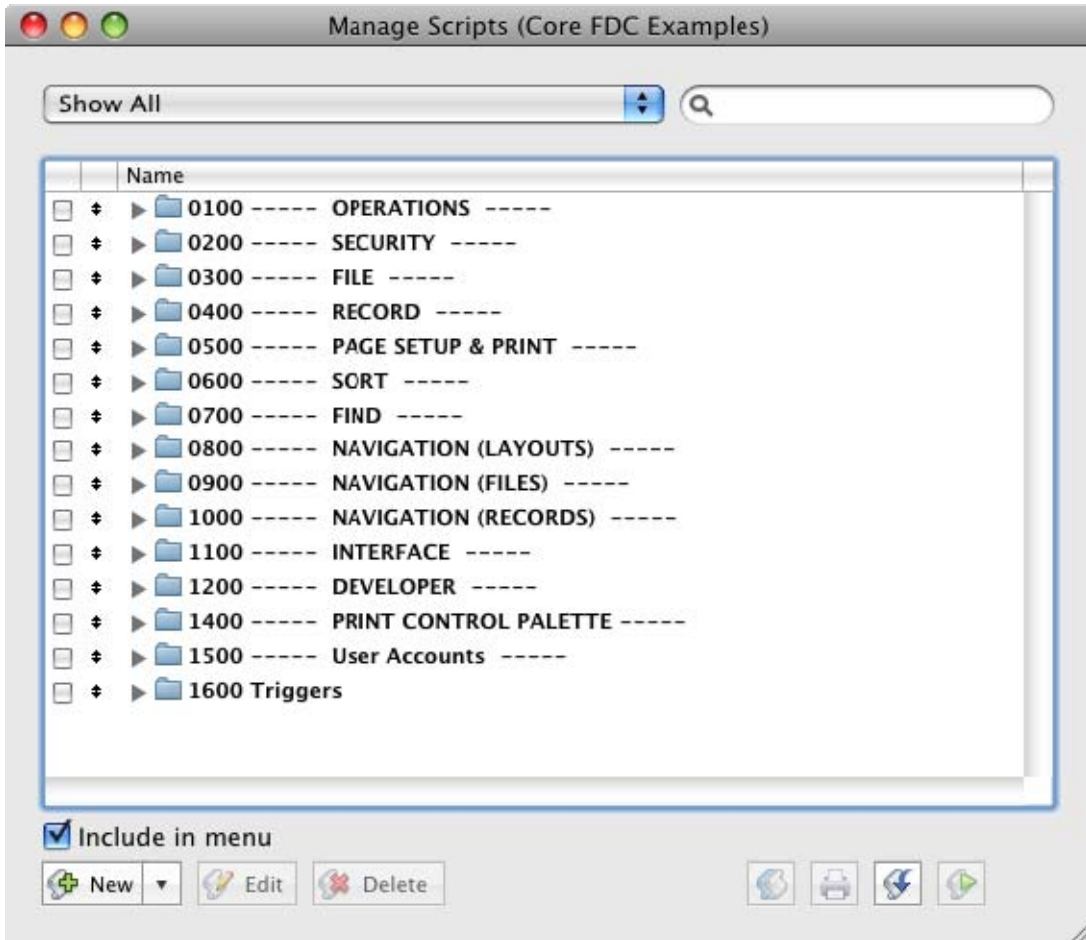 Manage Scripts (Core FDC Examples)
Show All
Name
0100 ----- OPERATIONS -----
0200 ----- SECURITY -----
0300 ----- FILE -----
0400 ----- RECORD -----
0500 ----- PAGE SETUP & PRINT -----
0600 ----- SORT -----
0700 ----- FIND -----
0800 ----- NAVIGATION (LAYOUTS) -----
0900 ----- NAVIGATION (FILES) -----
1000 ----- NAVIGATION (RECORDS) -----
1100 ----- INTERFACE -----
1200 ----- DEVELOPER -----
1400 ----- PRINT CONTROL PALETTE -----
1500 ----- User Accounts -----
1600 Triggers
Include in menu
New Edit Delete